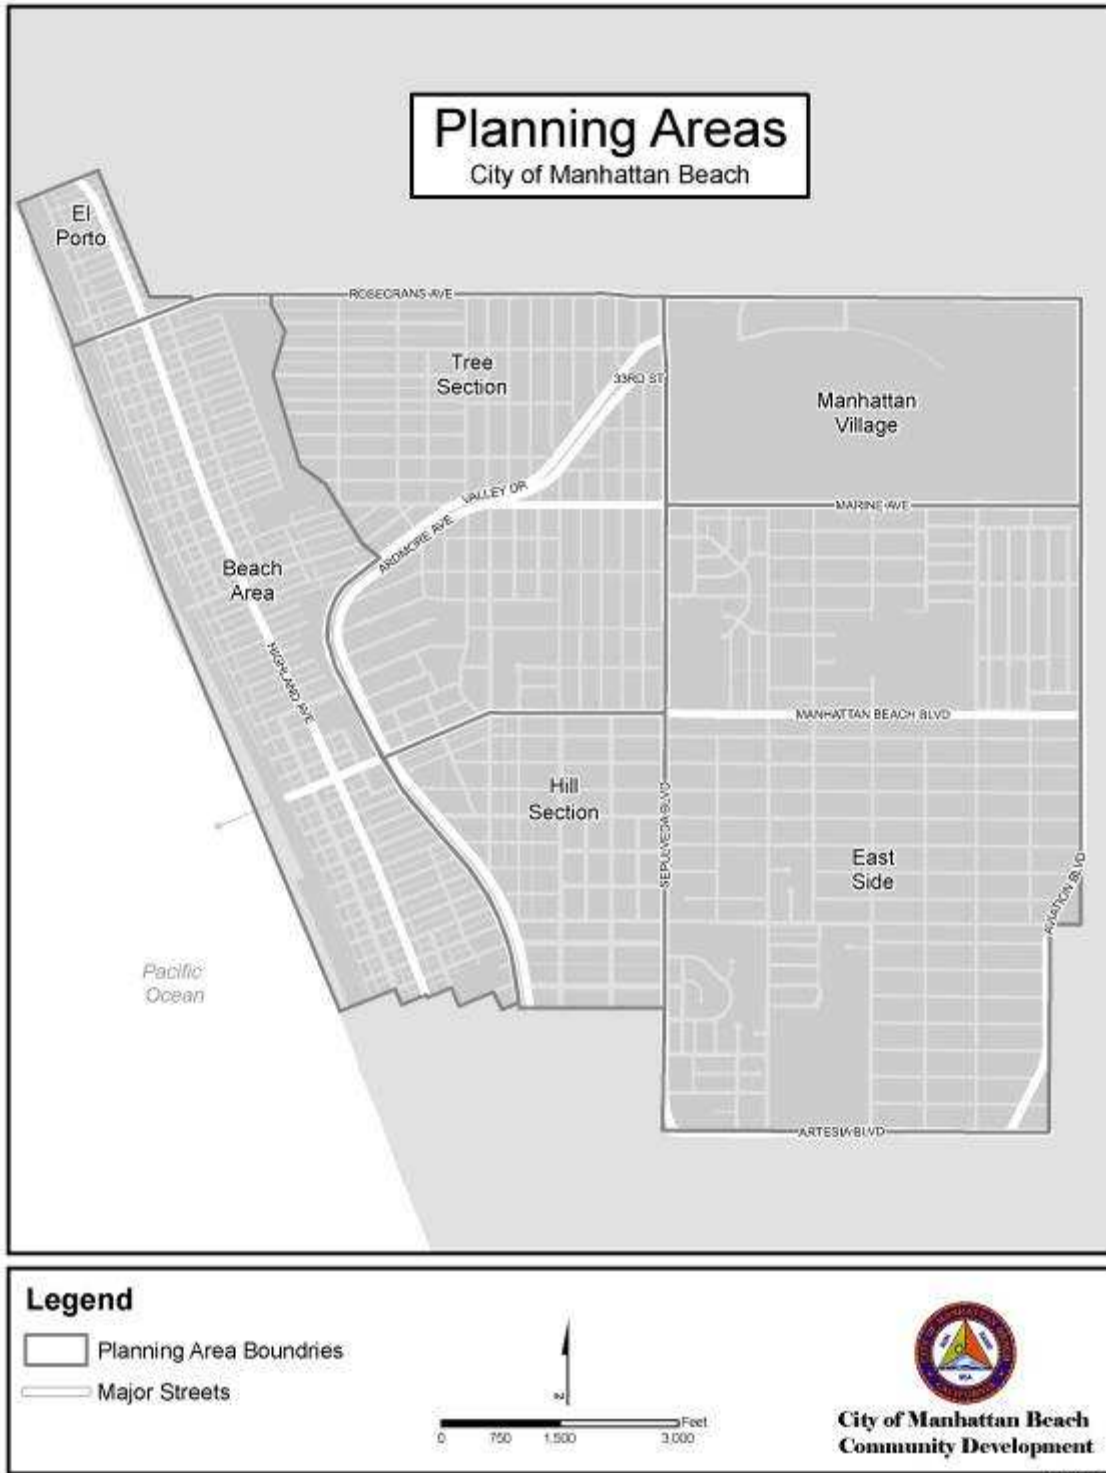 Planning Areas
City of Manhattan Beach
El
Porto
ROSECRANS AVE
Tree
Section
33RD ST
Manhattan
Village
VALLEY DR
MARINE AVE
ARDMORE AVE
Beach
Area
HIGHLAND AVE
MANHATTAN BEACH BLVD
Hill
Section
SEPULVEDA BLVD
East
Side
AVIATION BLVD
Pacific
Ocean
ARTESIA BLVD
Legend
Planning Area Boundries
Major Streets
N
Feet
0 750 1,500 3,000
City of Manhattan Beach
Community Development